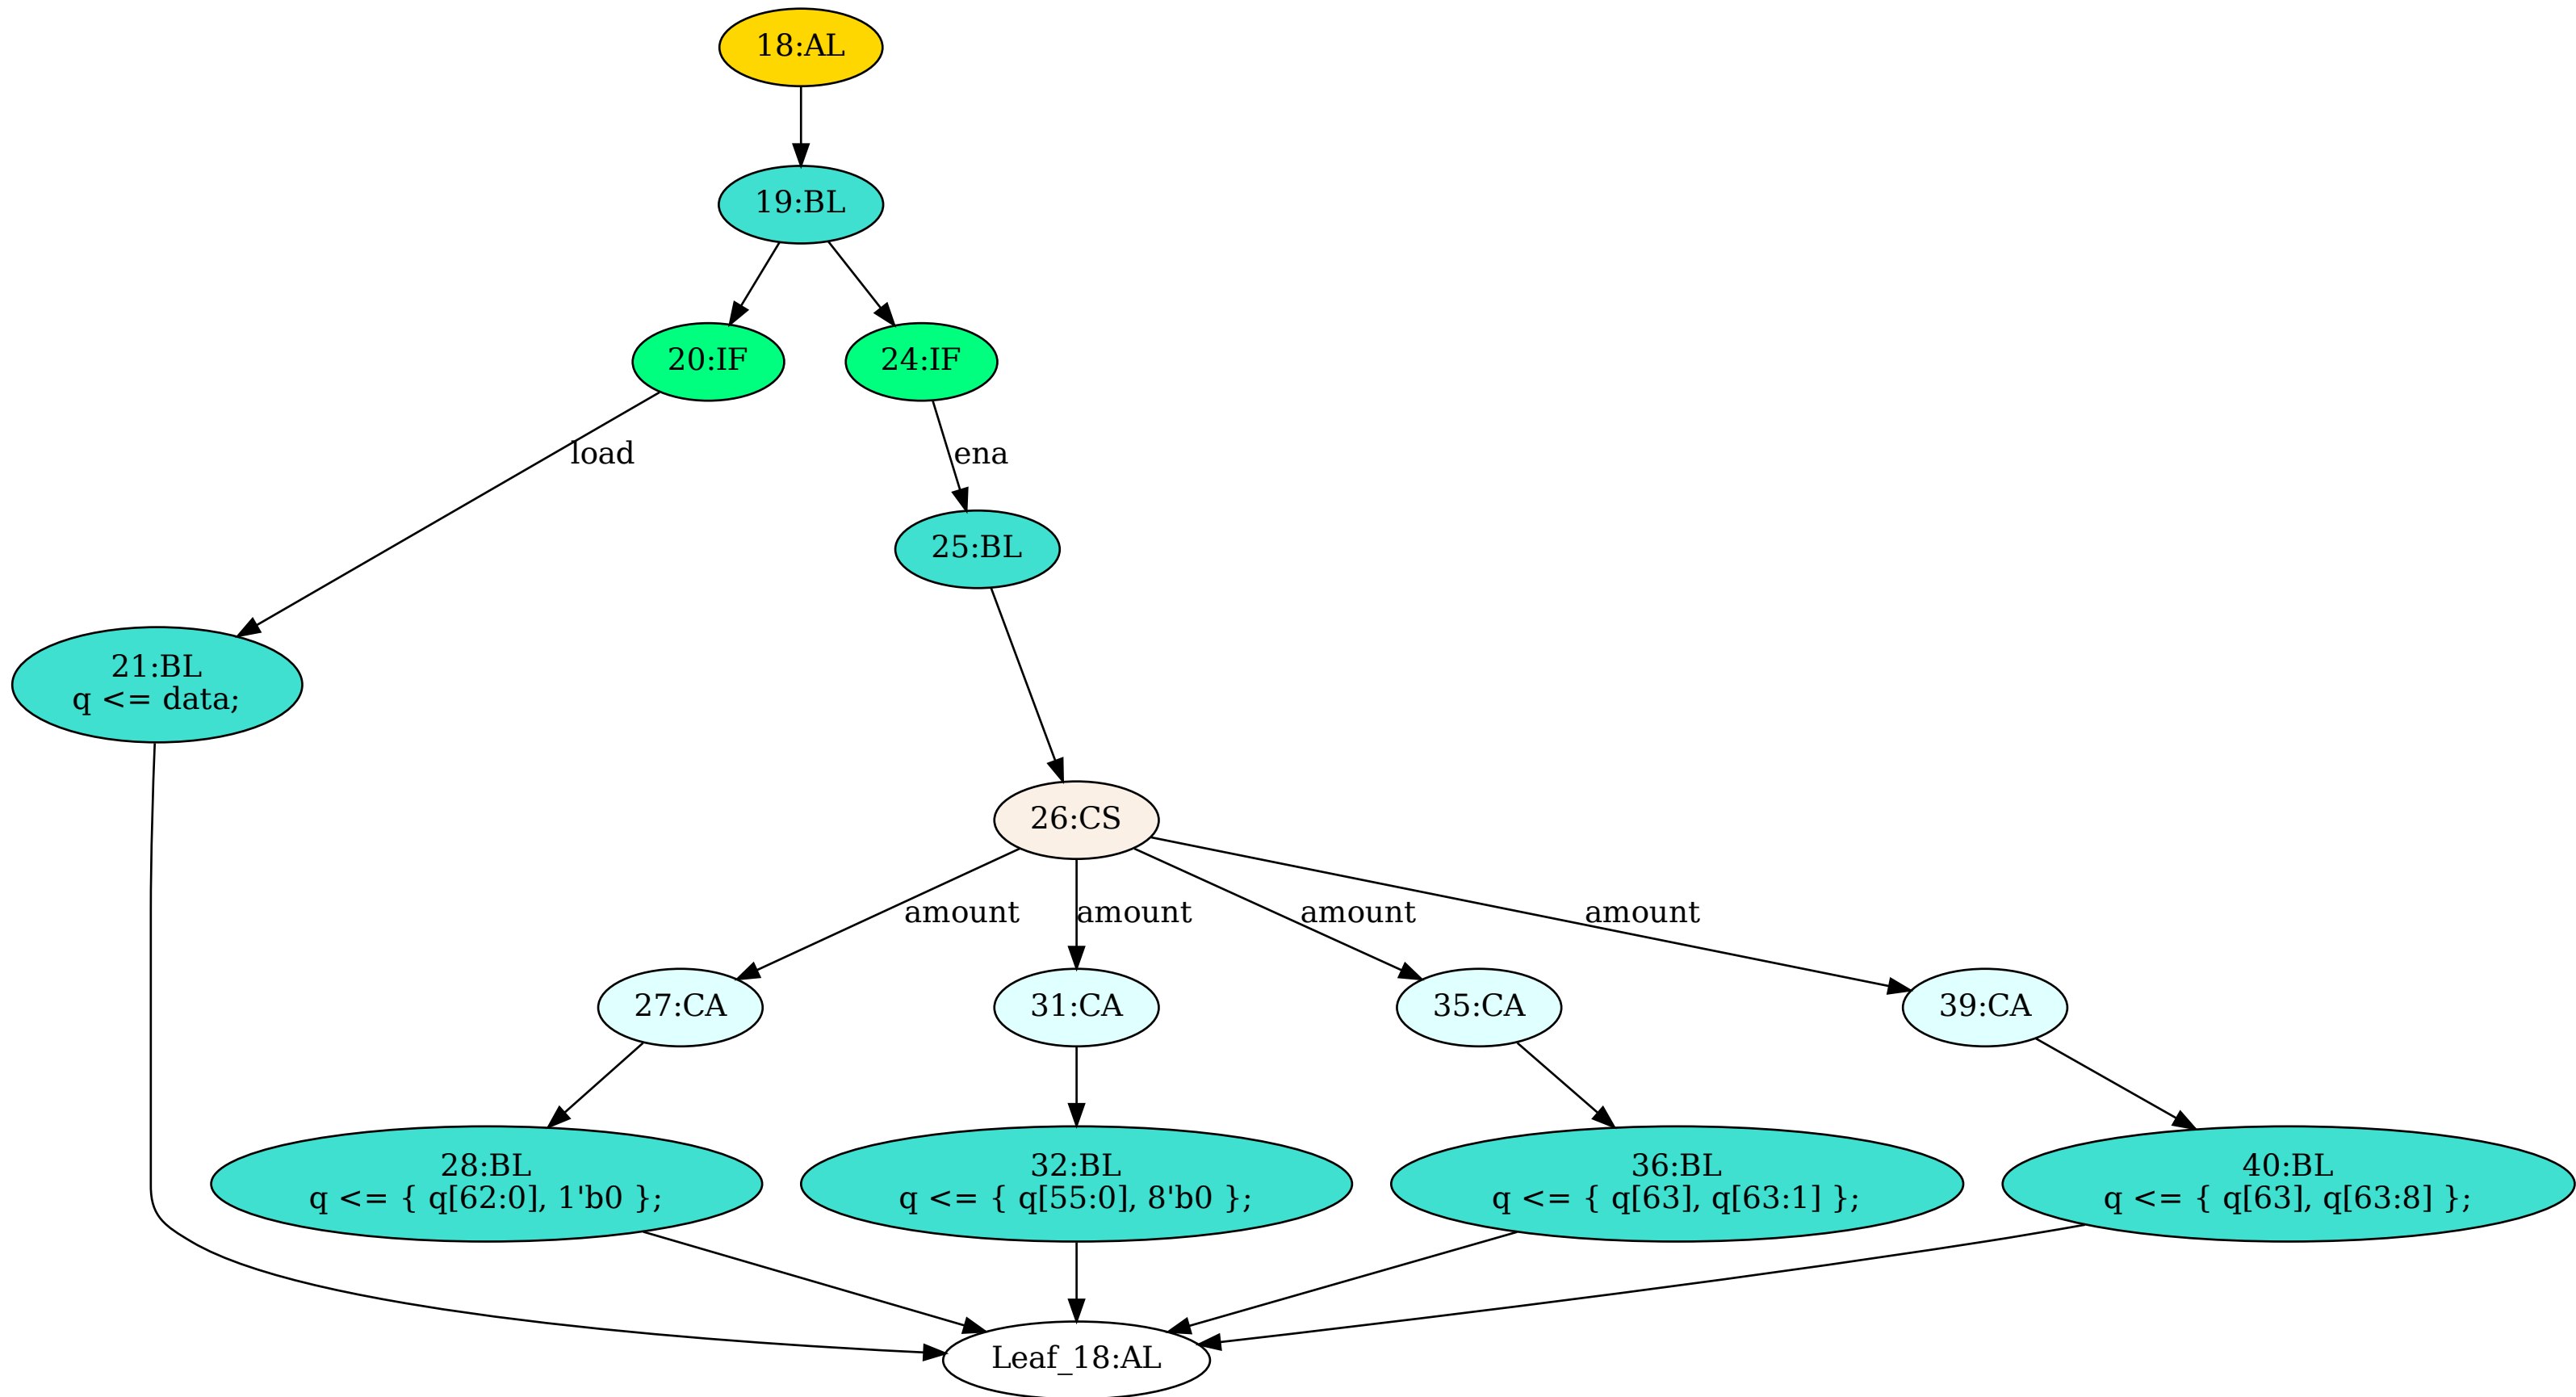 18:AL
19:BL
20:IF
24:IF
load
ena
25:BL
21:BL
q <= data;
26:CS
amount
amount
amount
amount
27:CA
31:CA
35:CA
39:CA
28:BL
q <= { q[62:0], 1'b0 };
32:BL
q <= { q[55:0], 8'b0 };
36:BL
q <= { q[63], q[63:1] };
40:BL
q <= { q[63], q[63:8] };
Leaf_18:AL